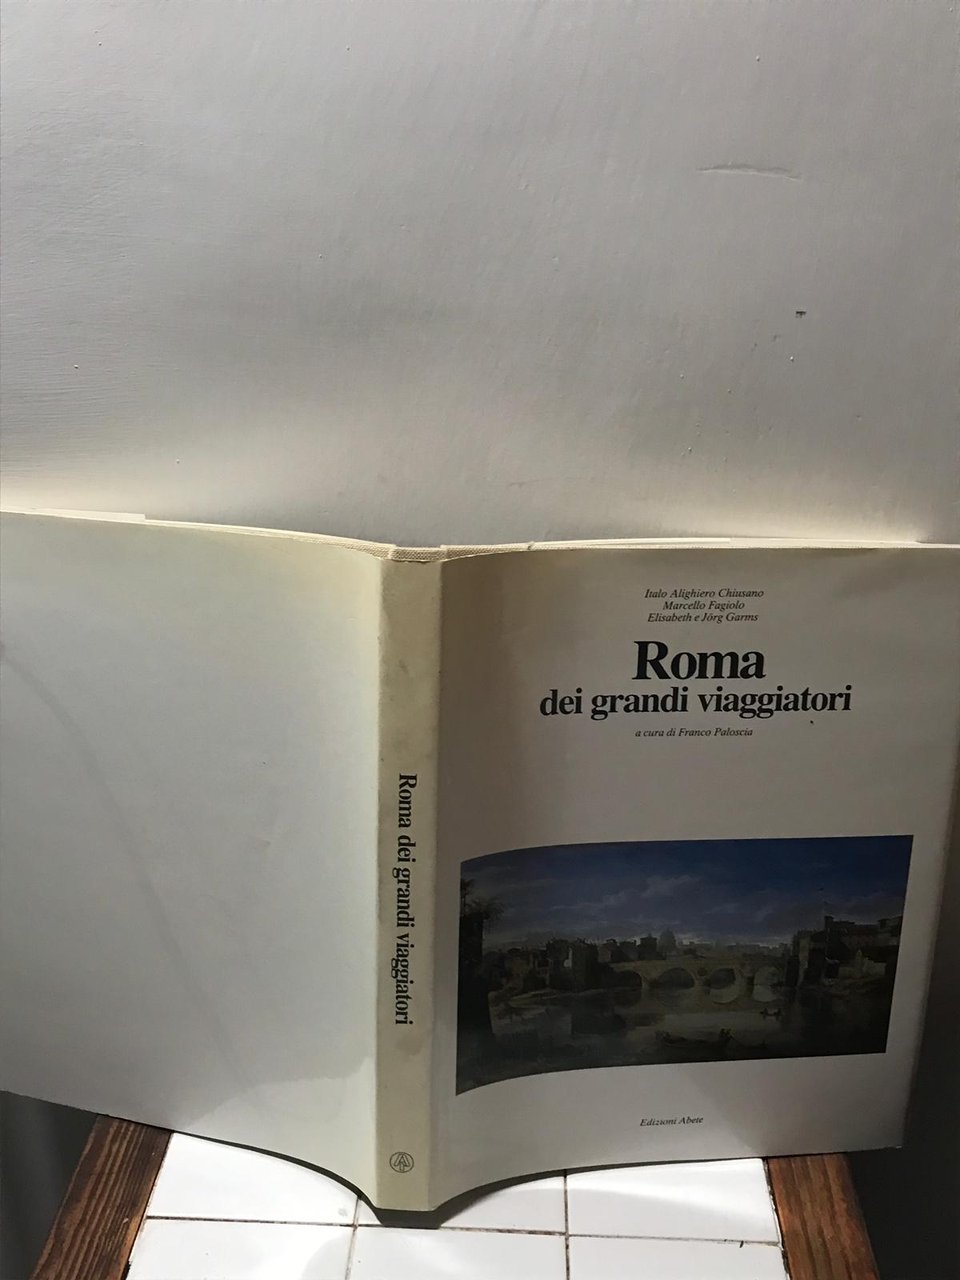 Italo Alighiero Chiusano
Marcello Fagiolo
Elisabeth e Jörg Garms
Roma
dei grandi viaggiatori
a cura di Franco Paloscia
Edizioni Abete
Roma dei grandi viaggiatori